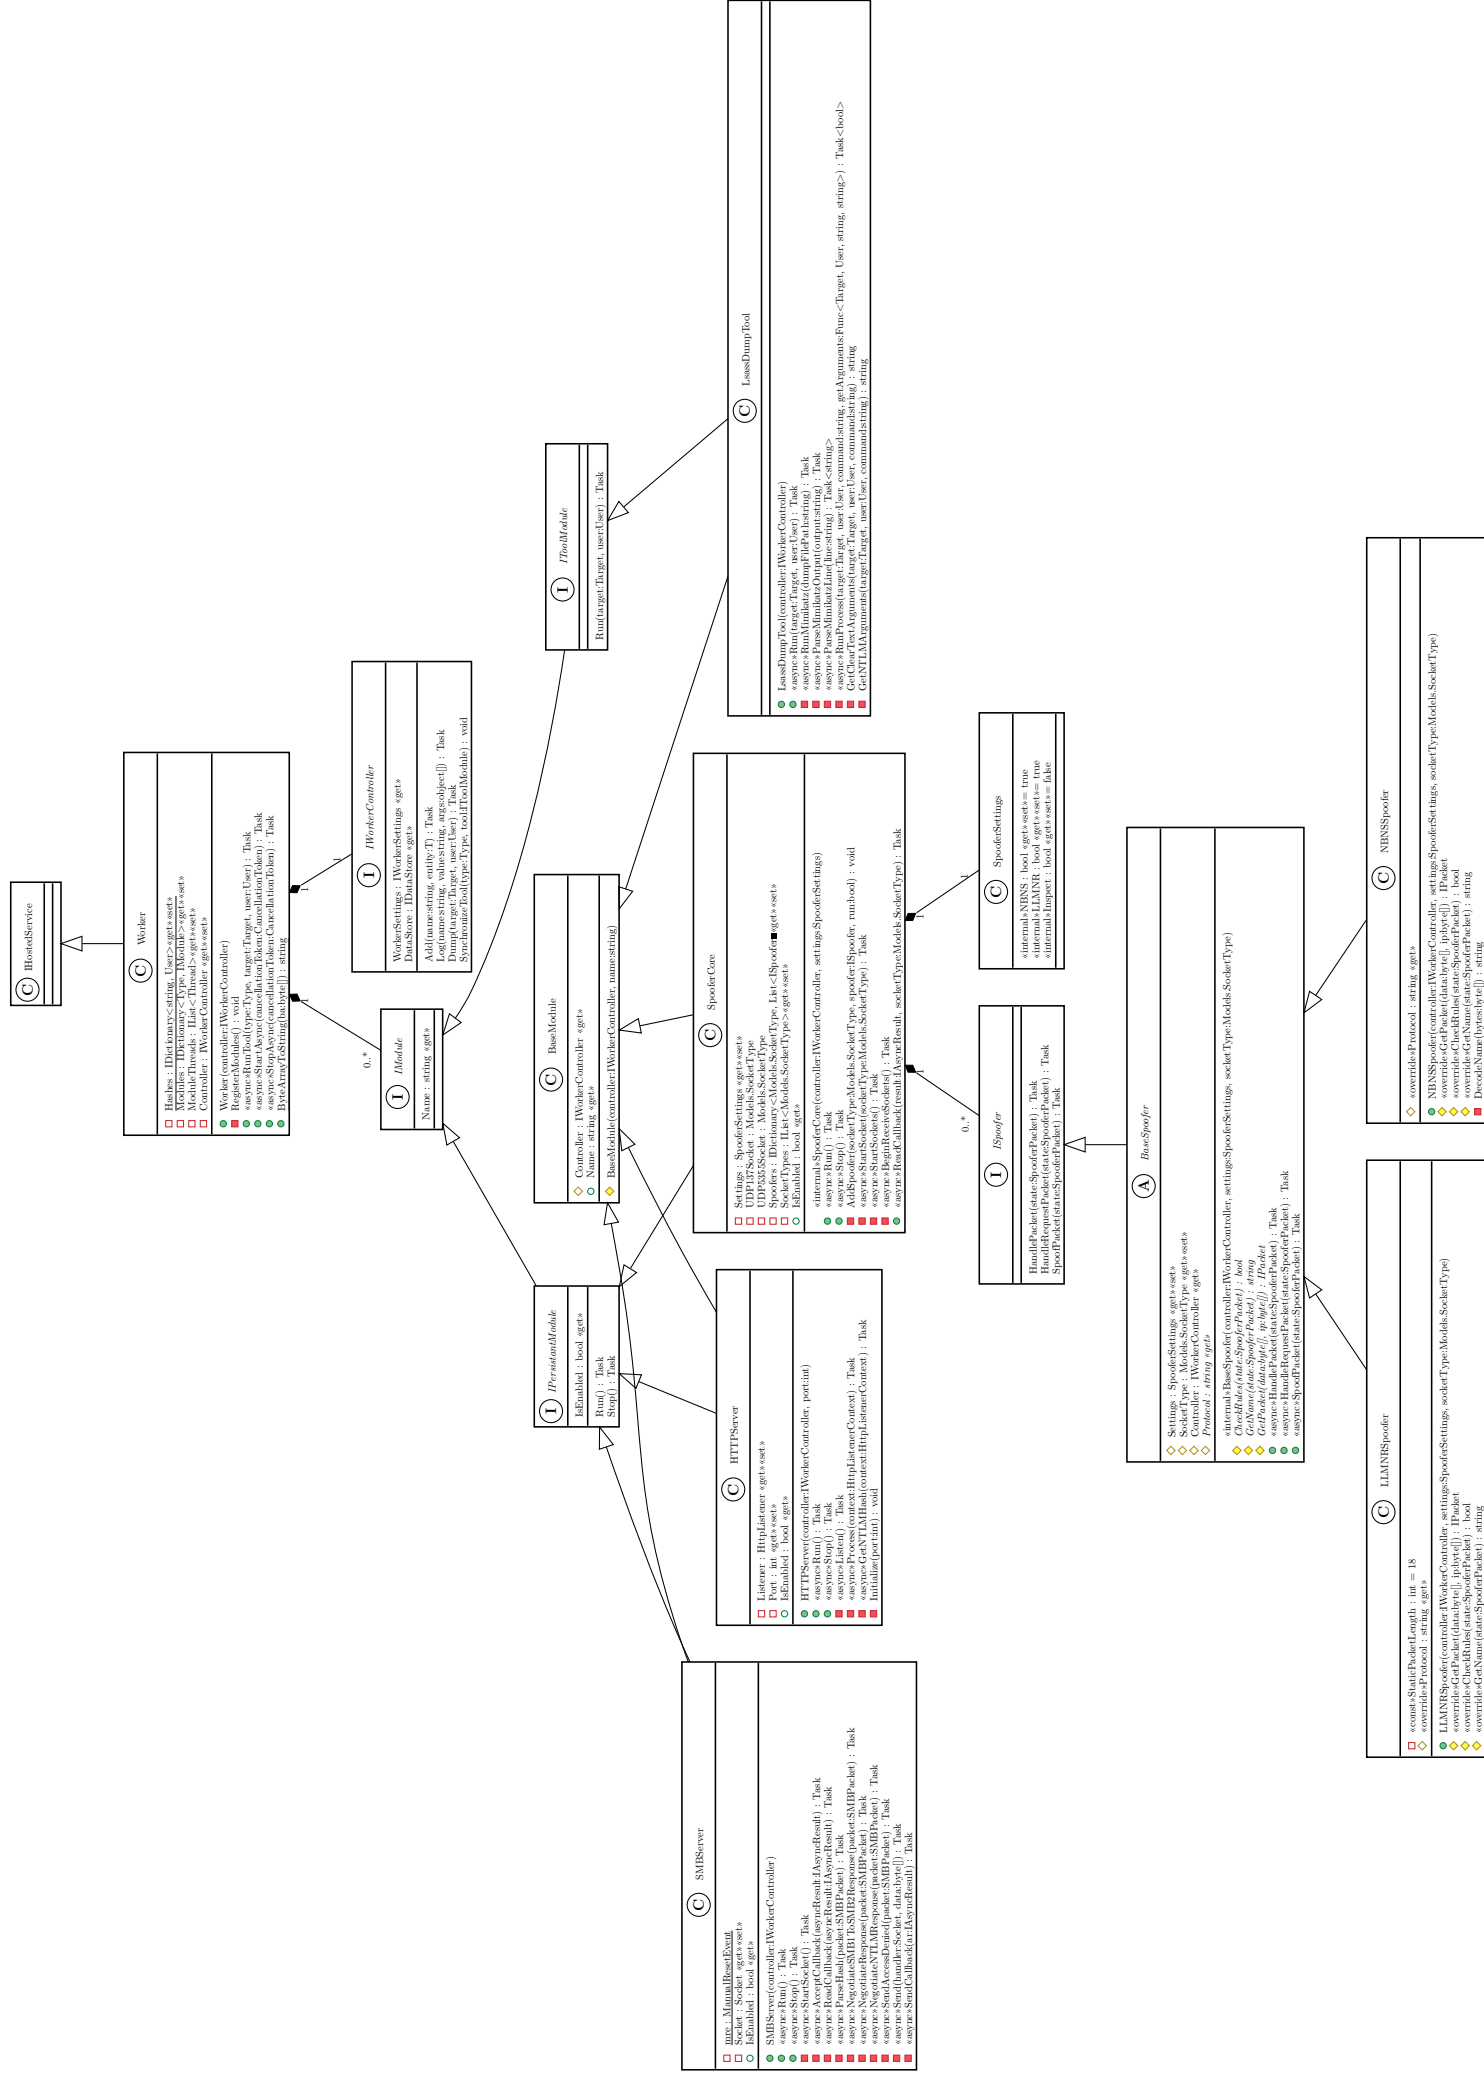 C IHostedService
C Worker
Hashes : IDictionary<string, User>«get»«set»
Modules : IDictionary<Type, IModule>«get»«set»
ModuleThreads : IList<Thread>«get»«set»
Controller : IWorkerController «get»«set»
Worker(controller:IWorkerController)
RegisterModules() : void
«async»RunTool(type:Type, target:Target, user:User) : Task
«async»StartAsync(cancellationToken:CancellationToken) : Task
«async»StopAsync(cancellationToken:CancellationToken) : Task
ByteArrayToString(ba:byte[]) : string
1
0..*
1
1
I IModule
Name : string «get»
I IWorkerController
WorkerSettings : IWorkerSettings «get»
DataStore : IDataStore «get»
Add(name:string, entity:T) : Task
Log(name:string, value:string, args:object[]) : Task
Dump(target:Target, user:User) : Task
SynchronizeTool(type:Type, tool:IToolModule) : void
I IPersistantModule
IsEnabled : bool «get»
Run() : Task
Stop() : Task
C BaseModule
Controller : IWorkerController «get»
Name : string «get»
BaseModule(controller:IWorkerController, name:string)
I IToolModule
Run(target:Target, user:User) : Task
C SMBServer
mre : ManualResetEvent
Socket : Socket «get»«set»
IsEnabled : bool «get»
SMBServer(controller:IWorkerController)
«async»Run() : Task
«async»Stop() : Task
«async»StartSocket() : Task
«async»AcceptCallback(asyncResult:IAsyncResult) : Task
«async»ReadCallback(asyncResult:IAsyncResult) : Task
«async»ParseHash(packet:SMBPacket) : Task
«async»NegotiateSMB1ToSMB2Response(packet:SMBPacket) : Task
«async»NegotiateResponse(packet:SMBPacket) : Task
«async»NegotiateNTLMResponse(packet:SMBPacket) : Task
«async»SendAccessDenied(packet:SMBPacket) : Task
«async»Send(handler:Socket, data:byte[]) : Task
«async»SendCallback(ar:IAsyncResult) : Task
C HTTPServer
Listener : HttpListener «get»«set»
Port : int «get»«set»
IsEnabled : bool «get»
HTTPServer(controller:IWorkerController, port:int)
«async»Run() : Task
«async»Stop() : Task
«async»Listen() : Task
«async»Process(context:HttpListenerContext) : Task
«async»GetNTLMHash(context:HttpListenerContext) : Task
Initialize(port:int) : void
C SpooferCore
Settings : SpooferSettings «get»«set»
UDP137Socket : Models.SocketType
UDP5355Socket : Models.SocketType
Spoofers : IDictionary<Models.SocketType, List<ISpoofer■«get»«set»
SocketTypes : IList<Models.SocketType>«get»«set»
IsEnabled : bool «get»
«internal»SpooferCore(controller:IWorkerController, settings:SpooferSettings)
«async»Run() : Task
«async»Stop() : Task
AddSpoofer(socketType:Models.SocketType, spoofer:ISpoofer, run:bool) : void
«async»StartSocket(socketType:Models.SocketType) : Task
«async»StartSockets() : Task
«async»BeginReceiveSockets() : Task
«async»ReadCallback(result:IAsyncResult, socketType:Models.SocketType) : Task
C LsassDumpTool
LsassDumpTool(controller:IWorkerController)
«async»Run(target:Target, user:User) : Task
«async»RunMimikatz(dumpFilePath:string) : Task
«async»ParseMimikatzOutput(output:string) : Task
«async»ParseMimikatzLine(line:string) : Task<string>
«async»RunProcess(target:Target, user:User, command:string, getArguments:Func<Target, User, string, string>) : Task<bool>
GetClearTextArguments(target:Target, user:User, command:string) : string
GetNTLMArguments(target:Target, user:User, command:string) : string
1
0..*
1
1
I ISpoofer
HandlePacket(state:SpooferPacket) : Task
HandleRequestPacket(state:SpooferPacket) : Task
SpoofPacket(state:SpooferPacket) : Task
C SpooferSettings
«internal»NBNS : bool «get»«set»= true
«internal»LLMNR : bool «get»«set»= true
«internal»Inspect : bool «get»«set»= false
A BaseSpoofer
Settings : SpooferSettings «get»«set»
SocketType : Models.SocketType «get»«set»
Controller : IWorkerController «get»
Protocol : string «get»
«internal»BaseSpoofer(controller:IWorkerController, settings:SpooferSettings, socketType:Models.SocketType)
CheckRules(state:SpooferPacket) : bool
GetName(state:SpooferPacket) : string
GetPacket(data:byte[], ip:byte[]) : IPacket
«async»HandlePacket(state:SpooferPacket) : Task
«async»HandleRequestPacket(state:SpooferPacket) : Task
«async»SpoofPacket(state:SpooferPacket) : Task
C LLMNRSpoofer
«const»StaticPacketLength : int = 18
«override»Protocol : string «get»
LLMNRSpoofer(controller:IWorkerController, settings:SpooferSettings, socketType:Models.SocketType)
«override»GetPacket(data:byte[], ip:byte[]) : IPacket
«override»CheckRules(state:SpooferPacket) : bool
«override»GetName(state:SpooferPacket) : string
C NBNSSpoofer
«override»Protocol : string «get»
NBNSSpoofer(controller:IWorkerController, settings:SpooferSettings, socketType:Models.SocketType)
«override»GetPacket(data:byte[], ip:byte[]) : IPacket
«override»CheckRules(state:SpooferPacket) : bool
«override»GetName(state:SpooferPacket) : string
DecodeName(bytes:byte[]) : string